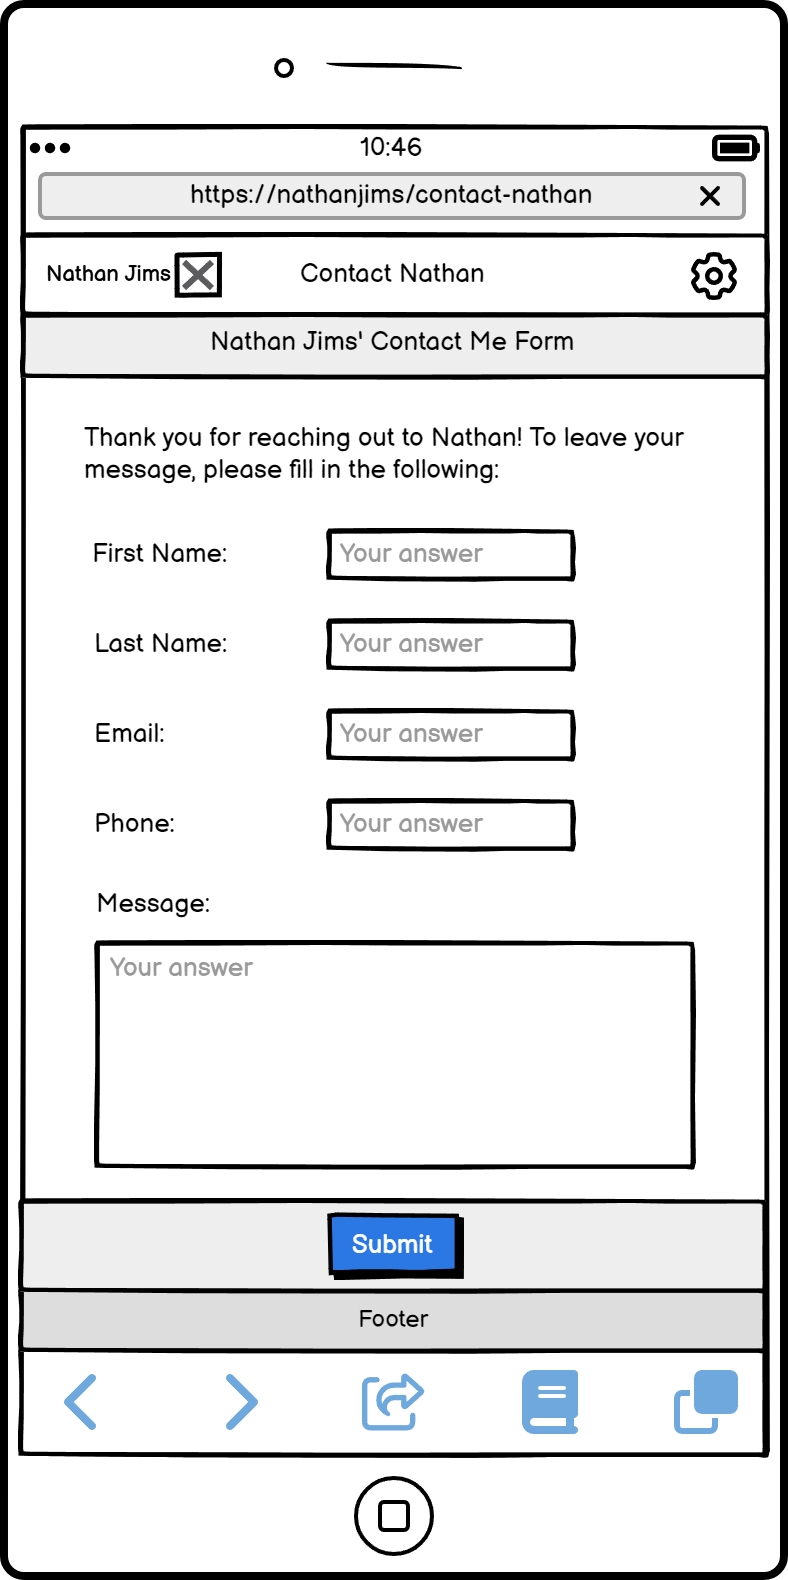 10:46
https://nathanjims/contact-nathan
Nathan Jims
Contact Nathan
Nathan Jims' Contact Me Form
Thank you for reaching out to Nathan! To leave your
message, please fill in the following:
First Name:
Your answer
Last Name:
Your answer
Email:
Your answer
Phone:
Your answer
Message:
Your answer
Submit
Footer